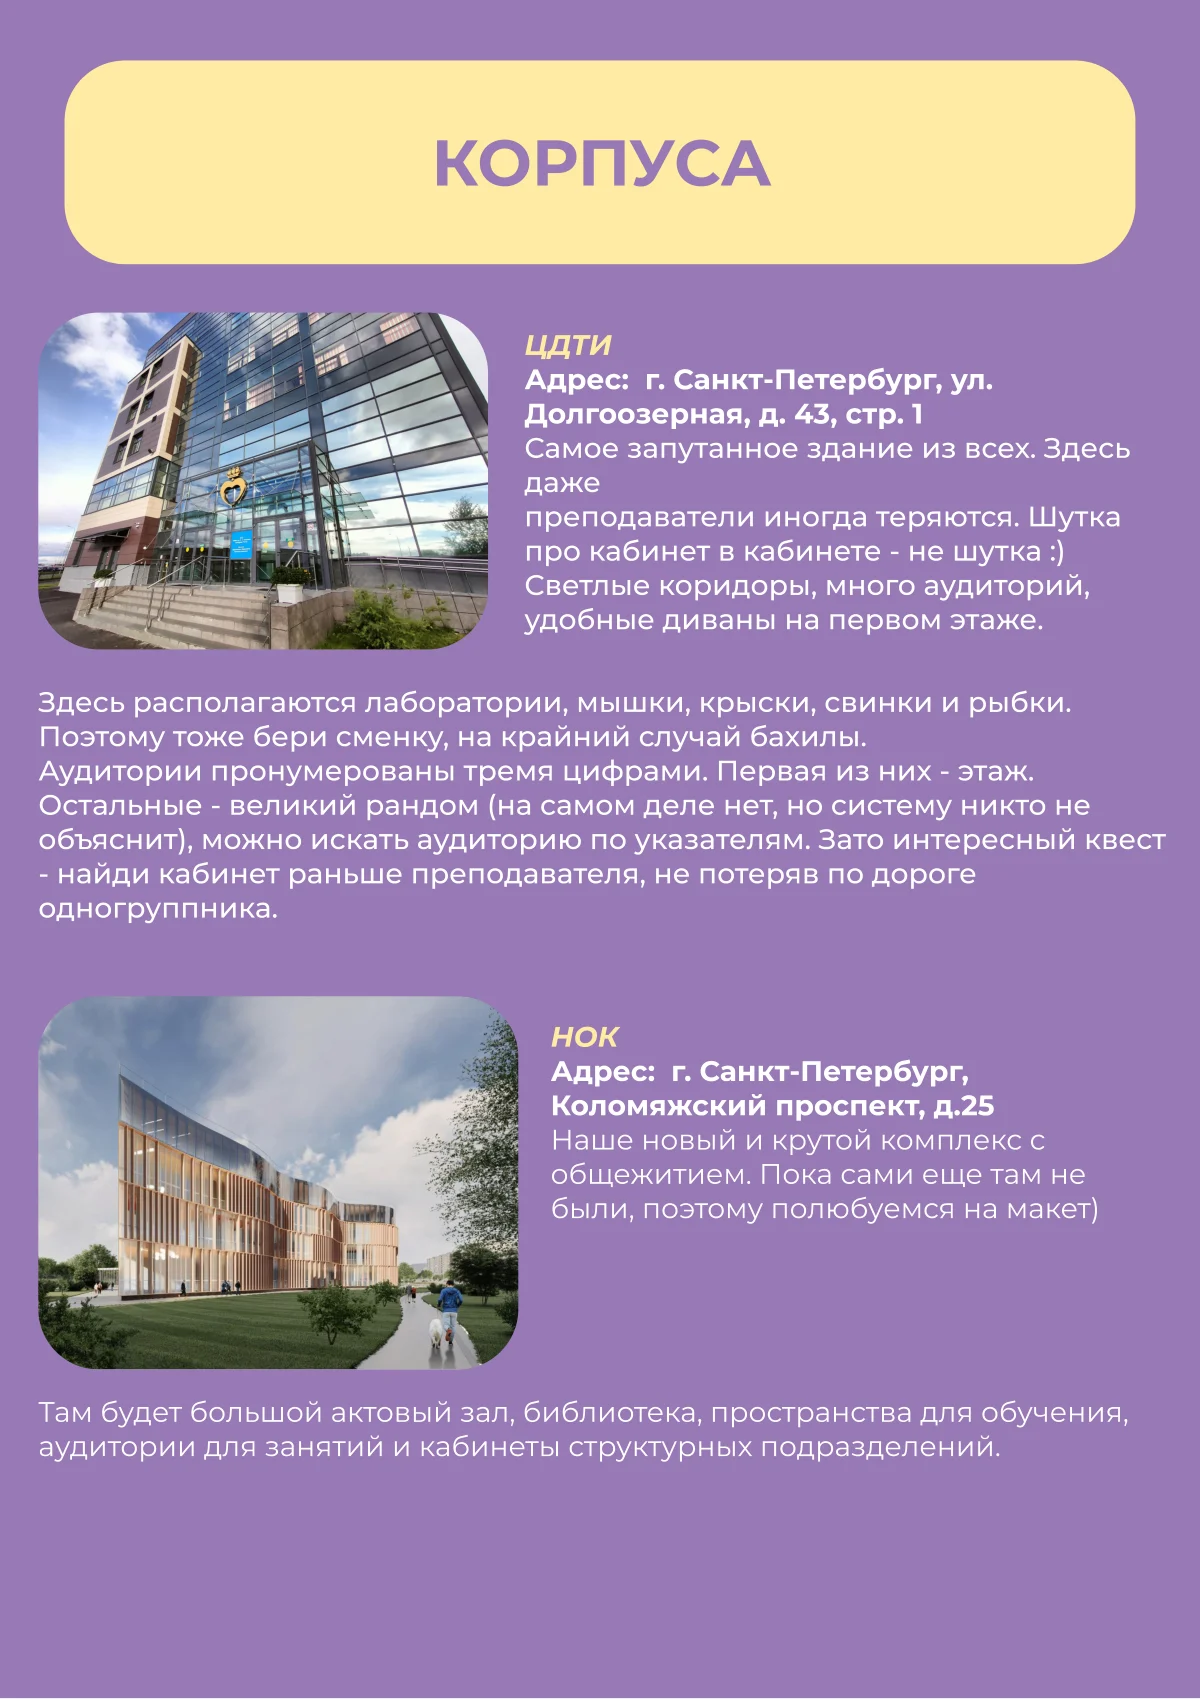 КОРПУСА
ЦДТИ
Адрес:  г. Санкт-Петербург, ул.
Долгоозерная, д. 43, стр. 1
Самое запутанное здание из всех. Здесь
даже
преподаватели иногда теряются. Шутка
про кабинет в кабинете - не шутка :)
Светлые коридоры, много аудиторий,
удобные диваны на первом этаже.
Здесь располагаются лаборатории, мышки, крыски, свинки и рыбки.
Поэтому тоже бери сменку, на крайний случай бахилы.
Аудитории пронумерованы тремя цифрами. Первая из них - этаж.
Остальные - великий рандом (на самом деле нет, но систему никто не
объяснит), можно искать аудиторию по указателям. Зато интересный квест
- найди кабинет раньше преподавателя, не потеряв по дороге
одногруппника.
НОК
Адрес:  г. Санкт-Петербург,
Коломяжский проспект, д.25
Наше новый и крутой комплекс с
общежитием. Пока сами еще там не
были, поэтому полюбуемся на макет)
Там будет большой актовый зал, библиотека, пространства для обучения,
аудитории для занятий и кабинеты структурных подразделений.